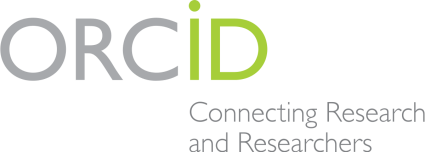 ORCiD
Connecting Research
and Researchers